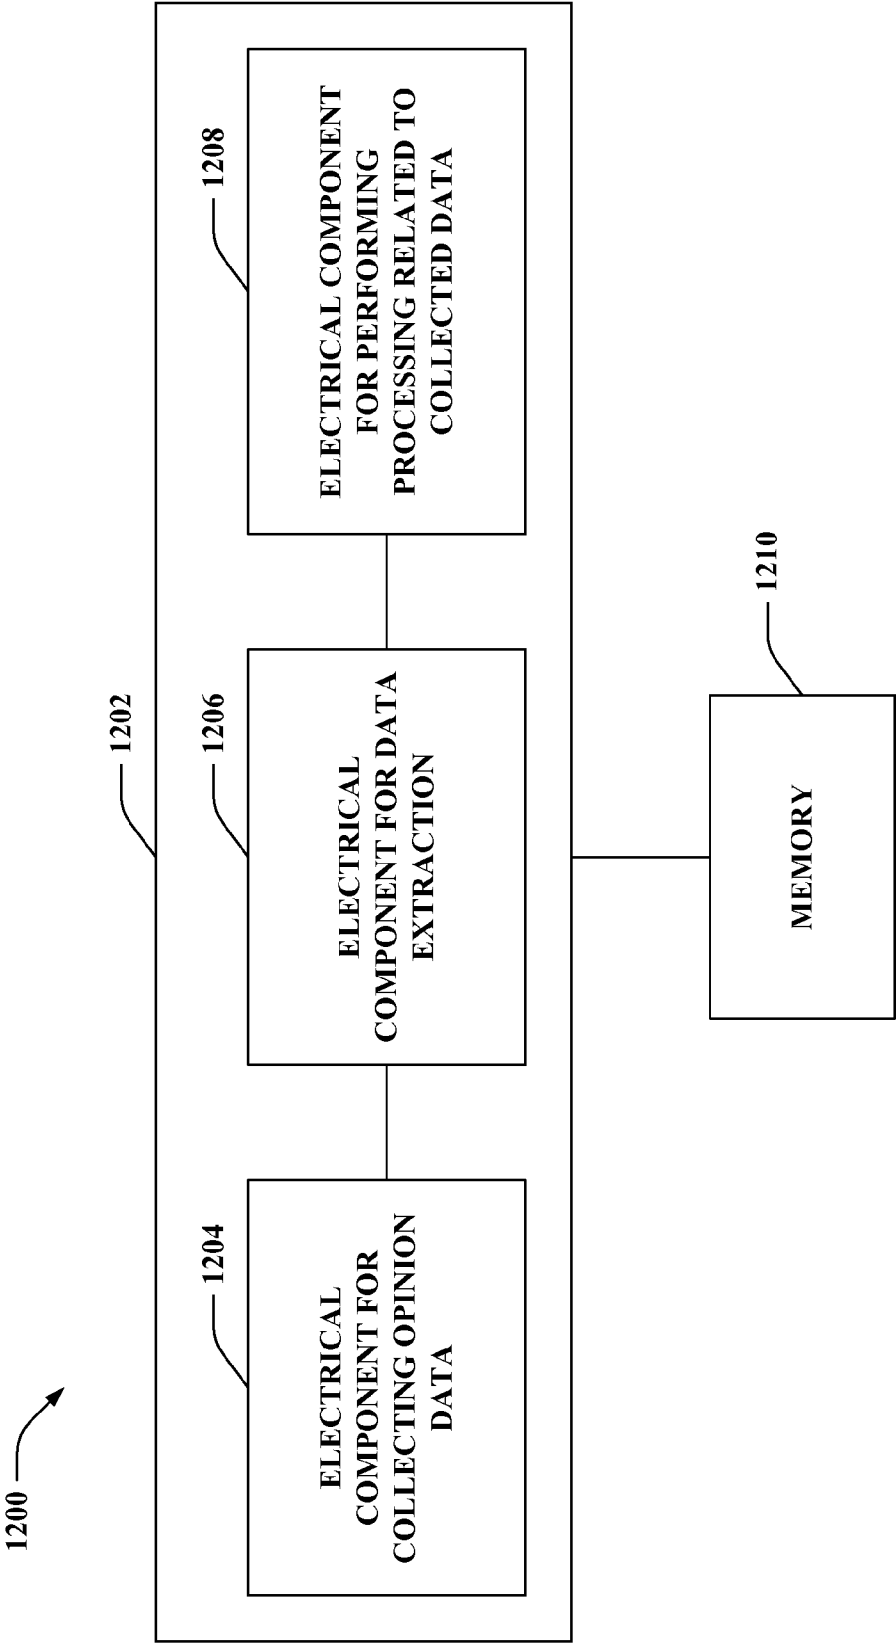 1200
1202
1204
ELECTRICAL
COMPONENT FOR
COLLECTING OPINION
DATA
1206
ELECTRICAL
COMPONENT FOR DATA
EXTRACTION
1208
ELECTRICAL COMPONENT
FOR PERFORMING
PROCESSING RELATED TO
COLLECTED DATA
1210
MEMORY